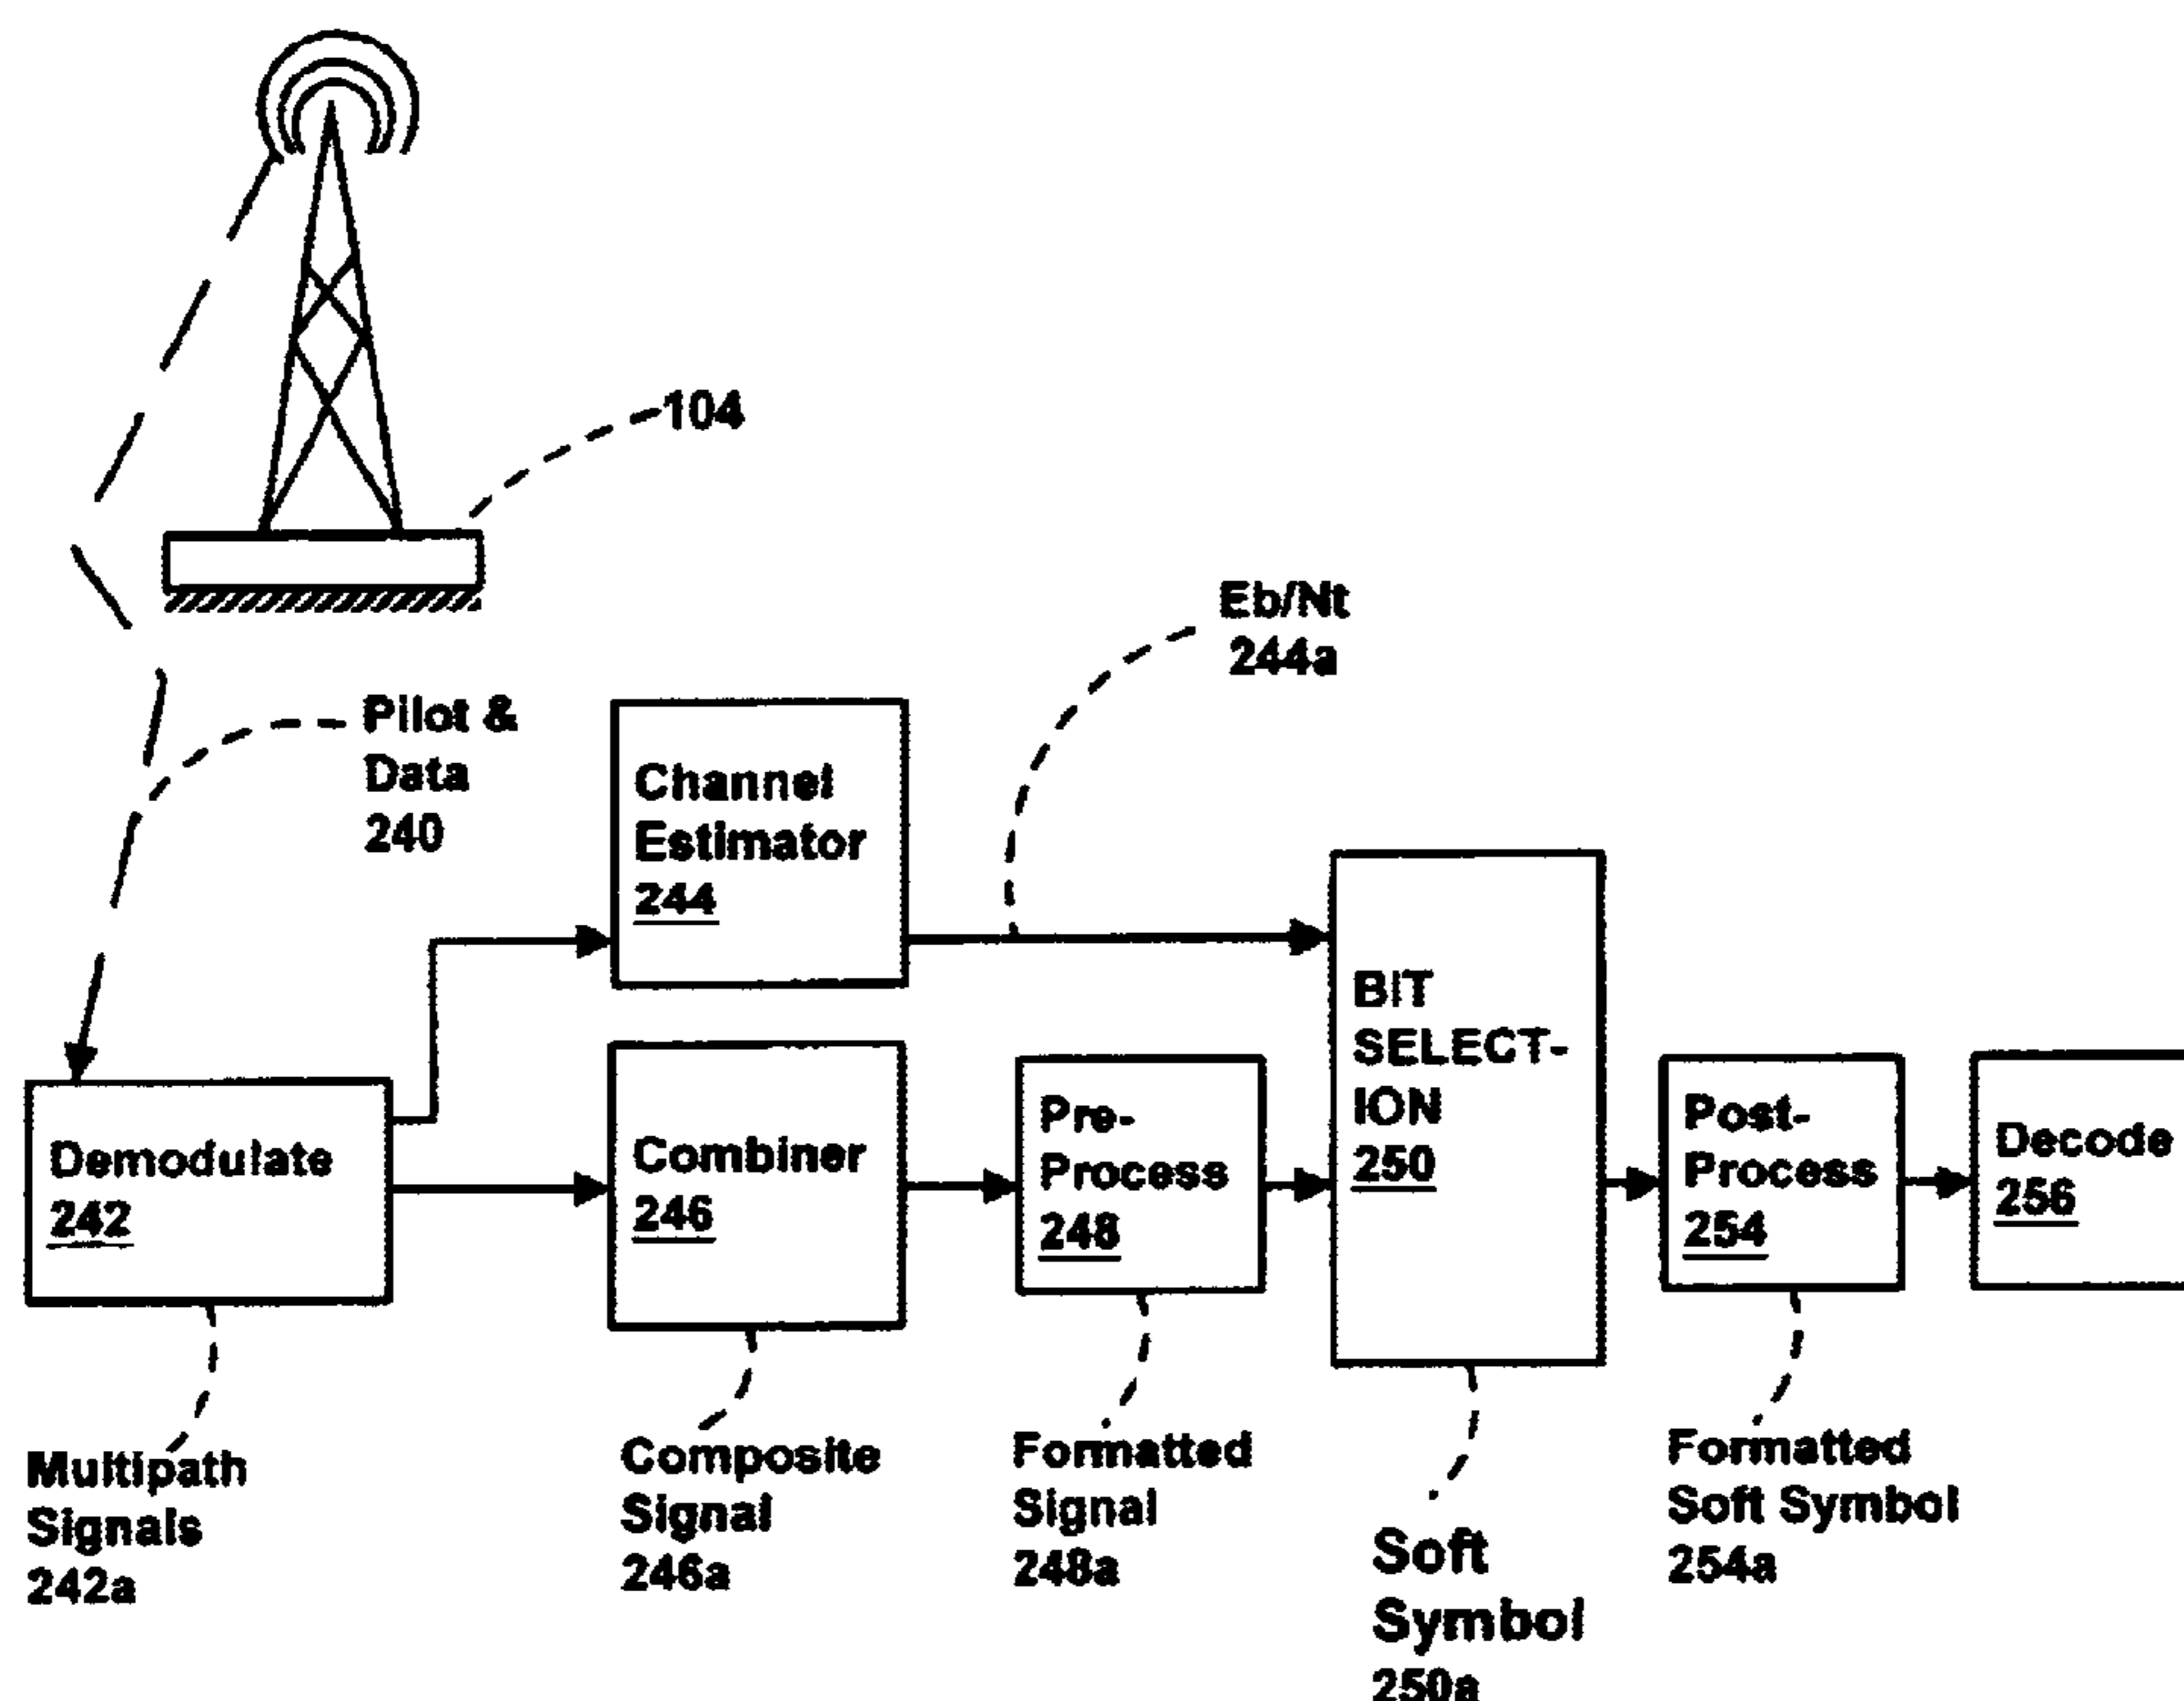 104
Eb/Nt
244a
Pilot &
Data
240
Channel
Estimator
244
BIT
SELECT-
ION
250
Demodulate
242
Combiner
246
Pre-
Process
248
Post-
Process
254
Decode
256
Multipath
Signals
242a
Composite
Signal
246a
Formatted
Signal
248a
Soft
Symbol
250a
Formatted
Soft Symbol
254a